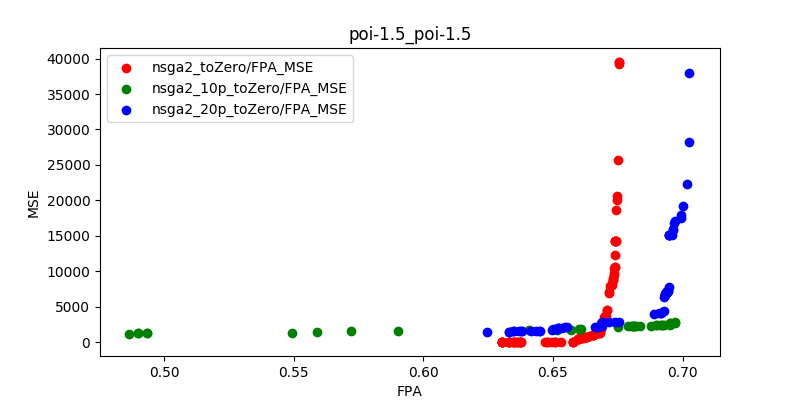 poi-1.5_poi-1.5
nsga2_toZero/FPA_MSE
nsga2_10p_toZero/FPA_MSE
nsga2_20p_toZero/FPA_MSE
MSE
40000
35000
30000
25000
20000
15000
10000
5000
0
0.50 0.55 0.60 0.65 0.70
FPA